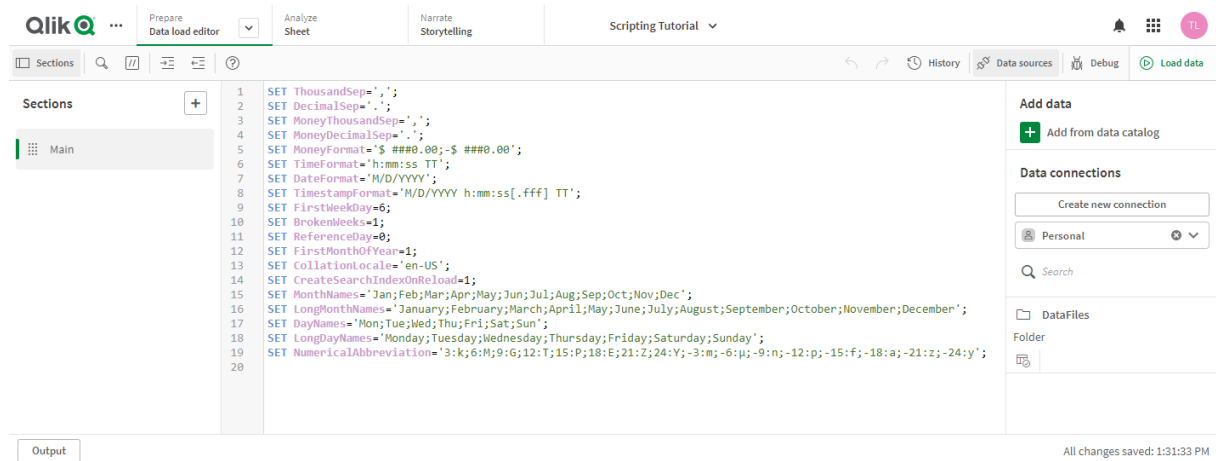 Qlik
Prepare
Data load editor
Analyze
Sheet
Narrate
Storytelling
Scripting Tutorial
TL
Sections
//
?
History
Data sources
Debug
Load data
Sections
+
Main
1 SET ThousandSep=',';
2 SET DecimalSep='.';
3 SET MoneyThousandSep=',';
4 SET MoneyDecimalSep='.';
5 SET MoneyFormat='$ ###0.00;-$ ###0.00';
6 SET TimeFormat='h:mm:ss TT';
7 SET DateFormat='M/D/YYYY';
8 SET TimestampFormat='M/D/YYYY h:mm:ss[.fff] TT';
9 SET FirstWeekDay=6;
10 SET BrokenWeeks=1;
11 SET ReferenceDay=0;
12 SET FirstMonthOfYear=1;
13 SET CollationLocale='en-US';
14 SET CreateSearchIndexOnReload=1;
15 SET MonthNames='Jan;Feb;Mar;Apr;May;Jun;Jul;Aug;Sep;Oct;Nov;Dec';
16 SET LongMonthNames='January;February;March;April;May;June;July;August;September;October;November;December';
17 SET DayNames='Mon;Tue;Wed;Thu;Fri;Sat;Sun';
18 SET LongDayNames='Monday;Tuesday;Wednesday;Thursday;Friday;Saturday;Sunday';
19 SET NumericalAbbreviation='3:k;6:M;9:G;12:T;15:P;18:E;21:Z;24:Y;-3:m;-6:μ;-9:n;-12:p;-15:f;-18:a;-21:z;-24:y';
20
Add data
Add from data catalog
Data connections
Create new connection
Personal
Search
DataFiles
Folder
Output
All changes saved: 1:31:33 PM